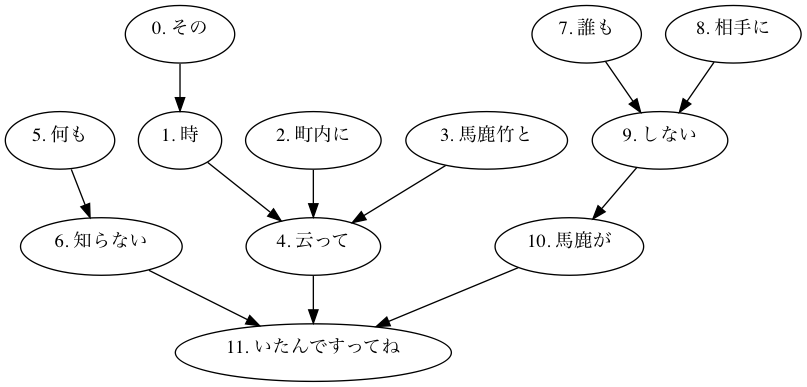 0. その
7. 誰も
8. 相手に
5. 何も
1. 時
2. 町内に
3. 馬鹿竹と
9. しない
6. 知らない
4. 云って
10. 馬鹿が
11. いたんですってね